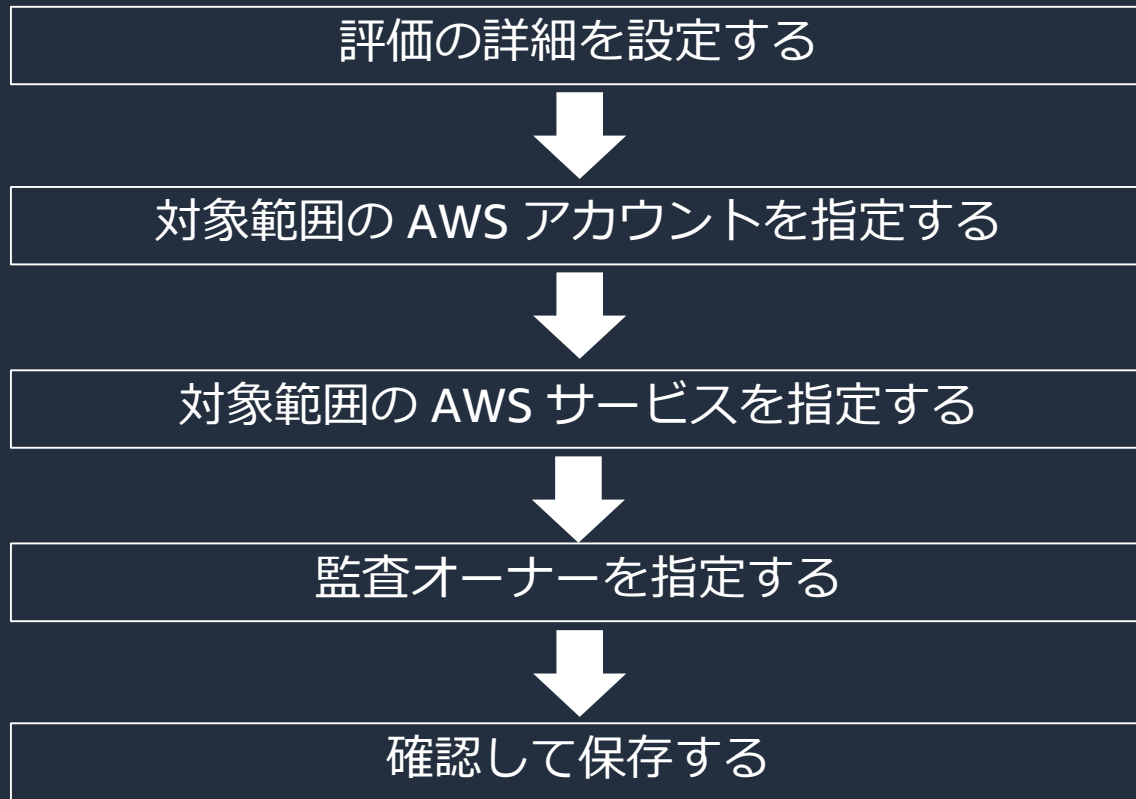 評価の詳細を設定する
対象範囲の AWS アカウントを指定する
対象範囲の AWS サービスを指定する
監査オーナーを指定する
確認して保存する